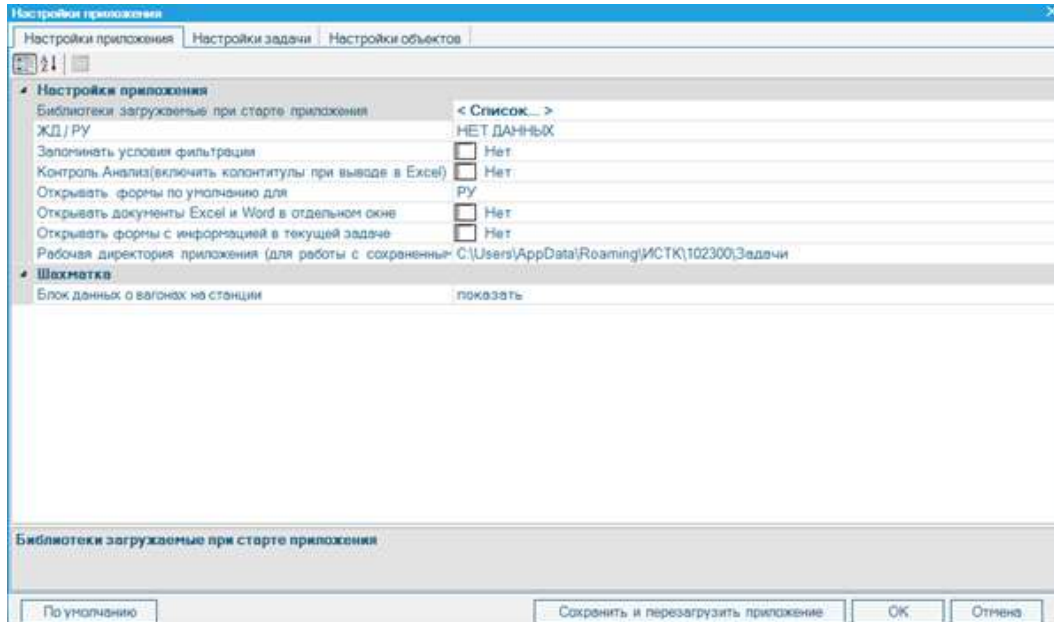 Настройки приложения
Настройки приложения Настройки задачи Настройки объектов
Настройки приложения
Библиотеки загружаемые при старте приложения < Список... >
ЖД / РУ НЕТ ДАННЫХ
Запоминать условия фильтрации Нет
Контроль Анализ(включить колонтитулы при выводе в Excel) Нет
Открывать формы по умолчанию для РУ
Открывать документы Excel и Word в отдельном окне Нет
Открывать формы с информацией в текущей задаче Нет
Рабочая директория приложения (для работы с сохраненным C:\Users\AppData\Roaming\ИСТК\102300\Задачи
Шахматка
Блок данных о вагонах на станции показать
Библиотеки загружаемые при старте приложения
По умолчанию Сохранить и перезагрузить приложение OK Отмена